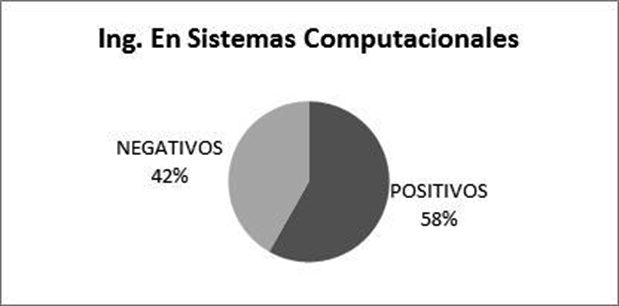 Ing. En Sistemas Computacionales
NEGATIVOS
42%
POSITIVOS
58%